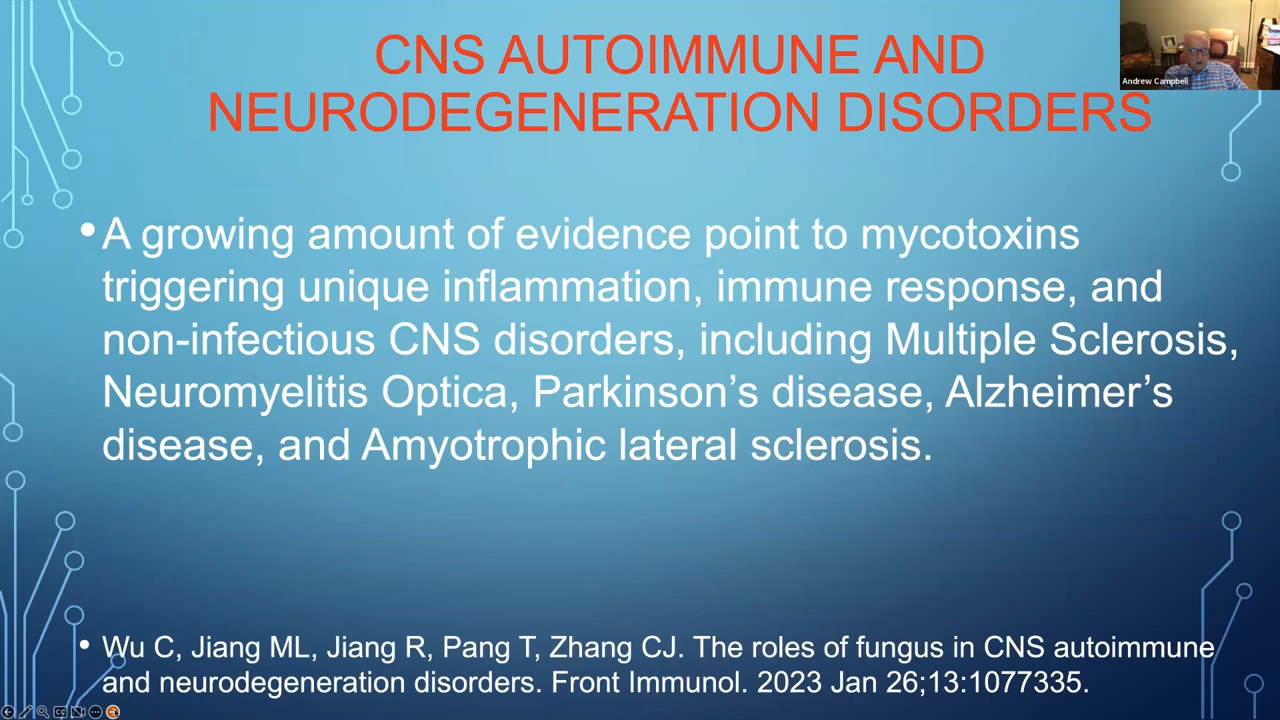 CNS AUTOIMMUNE AND
NEURODEGENERATION DISORDERS
Andrew Campbell
• A growing amount of evidence point to mycotoxins
triggering unique inflammation, immune response, and
non-infectious CNS disorders, including Multiple Sclerosis,
Neuromyelitis Optica, Parkinson’s disease, Alzheimer’s
disease, and Amyotrophic lateral sclerosis.
• Wu C, Jiang ML, Jiang R, Pang T, Zhang CJ. The roles of fungus in CNS autoimmune
and neurodegeneration disorders. Front Immunol. 2023 Jan 26;13:1077335.